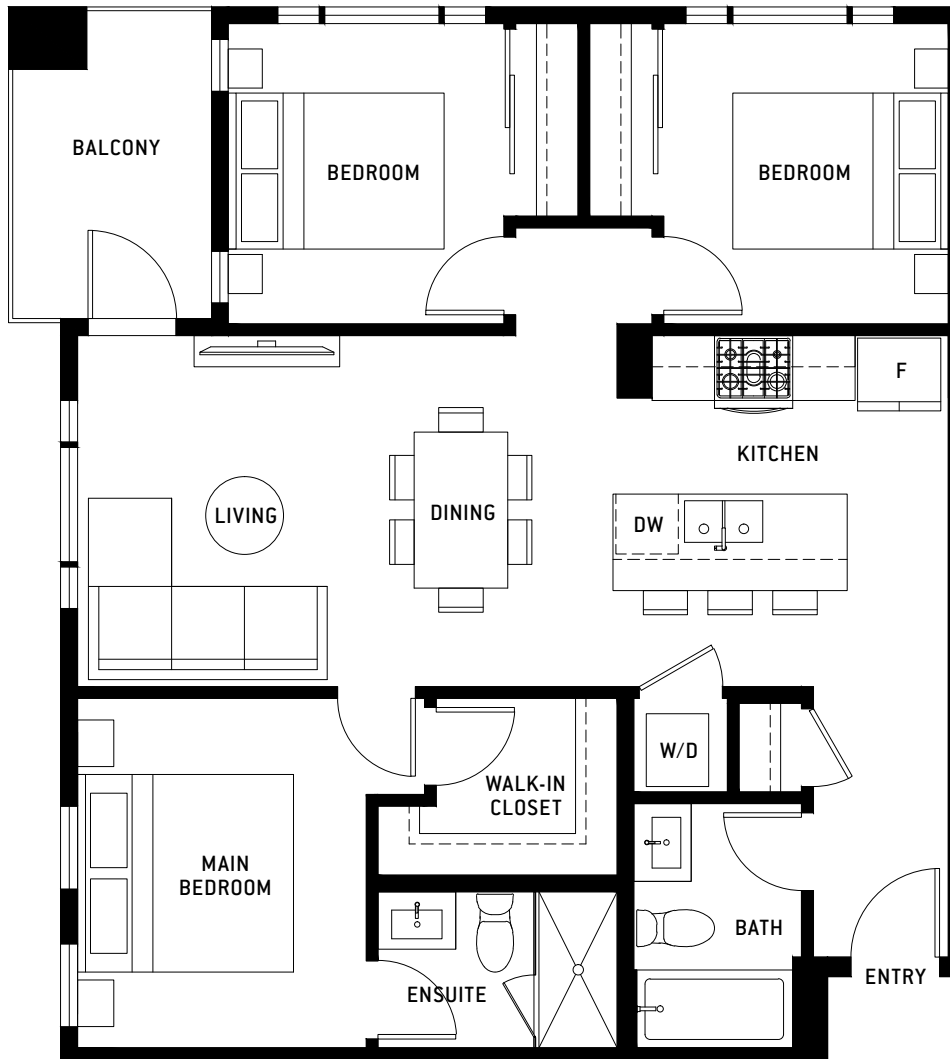 BALCONY
BEDROOM
BEDROOM
F
KITCHEN
LIVING
DINING
DW
W/D
WALK-IN
CLOSET
MAIN
BEDROOM
BATH
ENSUITE
ENTRY